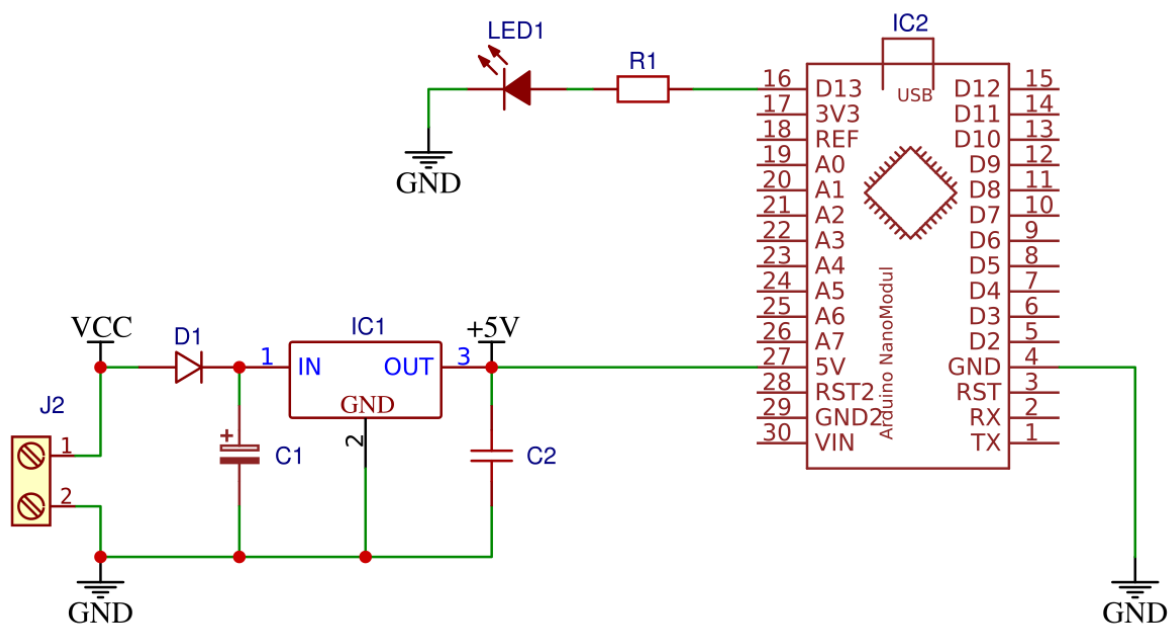 IC2
LED1
R1
USB
16 D13 D12 15
17 3V3 D11 14
18 REF D10 13
19 A0 D9 12
20 A1 D8 11
21 A2 D7 10
22 A3 D6 9
23 A4 D5 8
24 A5 D4 7
25 A6 D3 6
26 A7 D2 5
27 5V GND 4
28 RST2 RST 3
29 GND2 RX 2
30 VIN TX 1
Arduino NanoModul
GND
VCC
D1
IC1
+5V
1 IN OUT 3
GND
2
J2
1
2
+
C1
C2
GND
GND